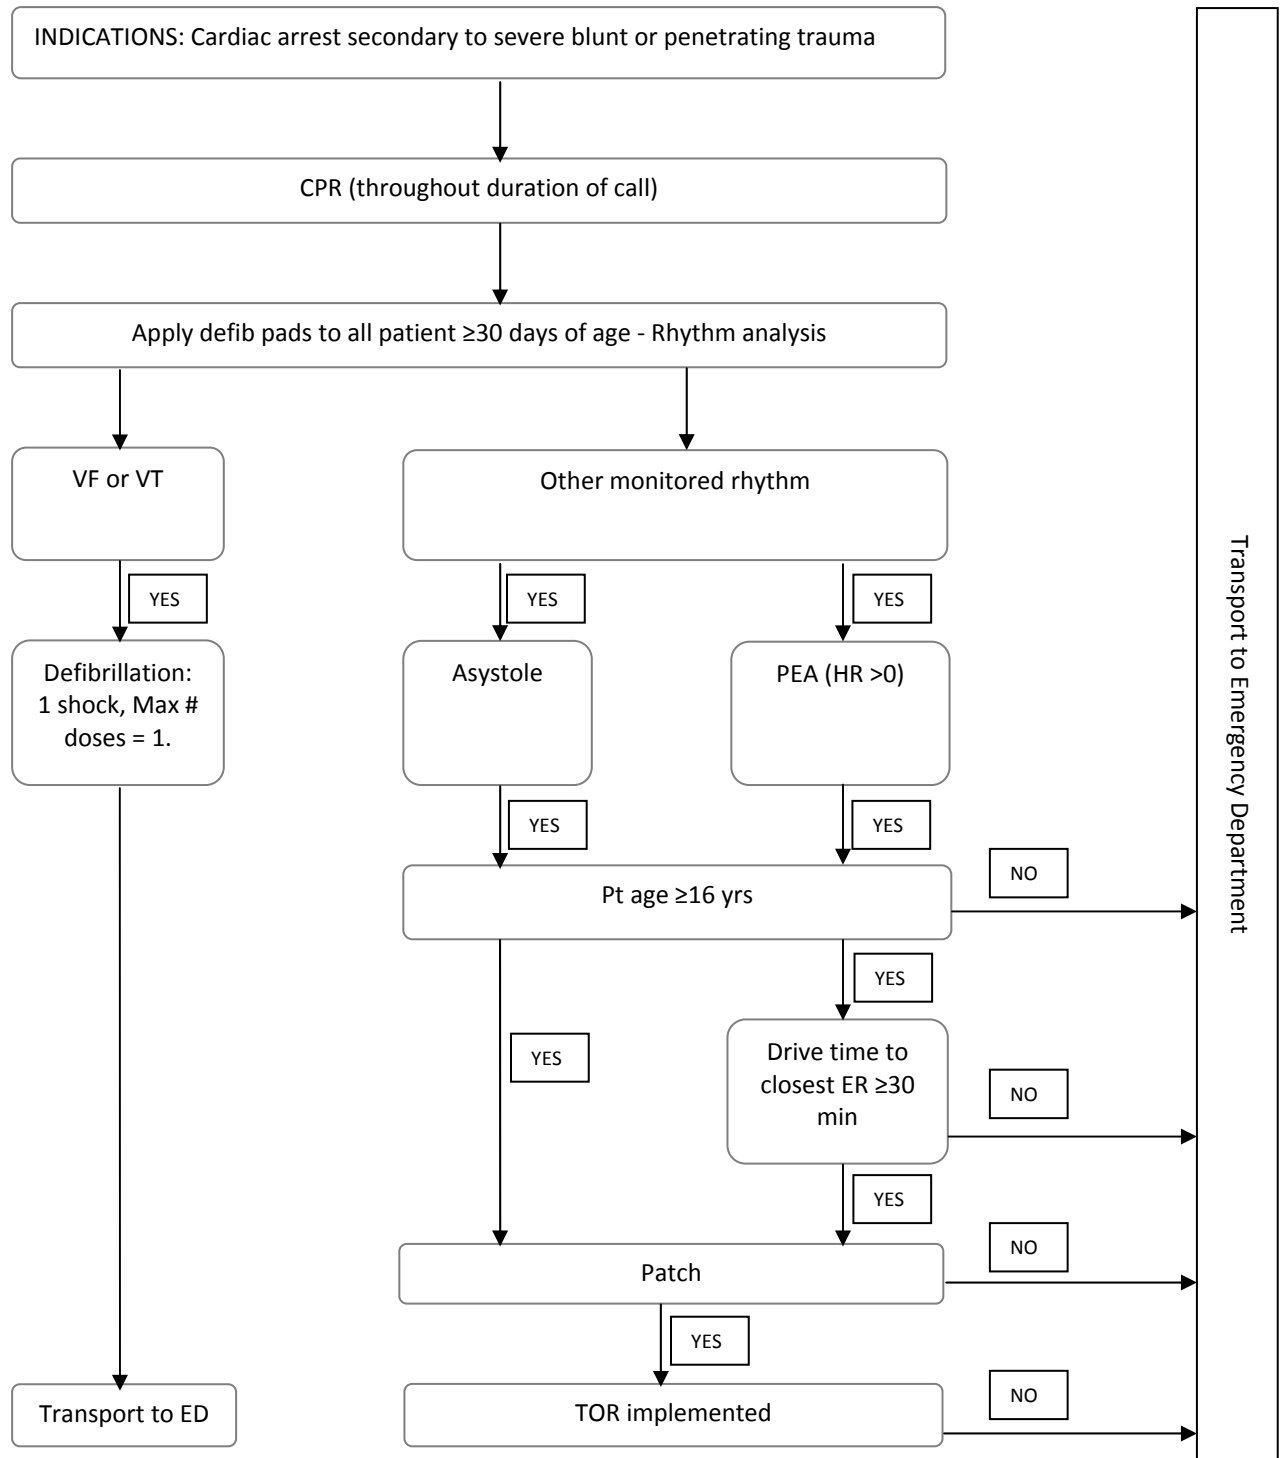 INDICATIONS: Cardiac arrest secondary to severe blunt or penetrating trauma
CPR (throughout duration of call)
Apply defib pads to all patient ≥30 days of age - Rhythm analysis
VF or VT
Other monitored rhythm
YES
YES
YES
Defibrillation:
1 shock, Max #
doses = 1.
Asystole
PEA (HR >0)
YES
YES
Pt age ≥16 yrs
NO
YES
YES
Drive time to
closest ER ≥30
min
NO
YES
Patch
NO
YES
Transport to ED
TOR implemented
NO
Transport to Emergency Department